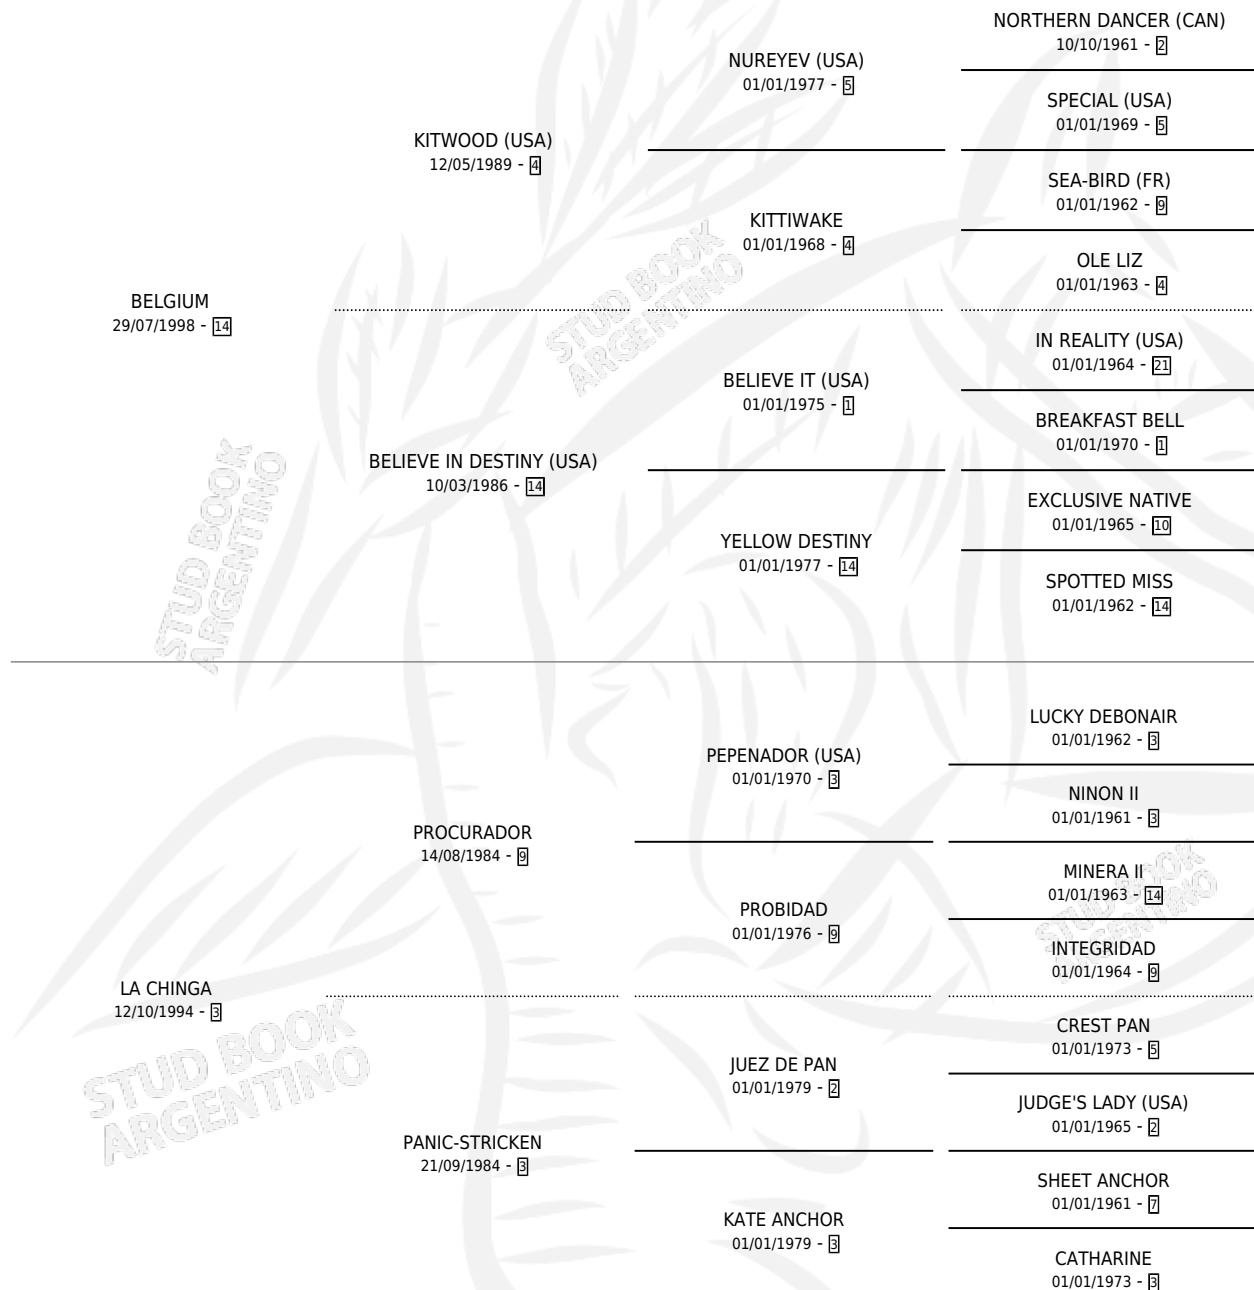 NORTHERN DANCER (CAN)
10/10/1961 - 2
NUREYEV (USA)
01/01/1977 - 5
SPECIAL (USA)
01/01/1969 - 5
KITWOOD (USA)
12/05/1989 - 4
SEA-BIRD (FR)
01/01/1962 - 9
KITTIWAKE
01/01/1968 - 4
OLE LIZ
01/01/1963 - 4
BELGIUM
29/07/1998 - 14
IN REALITY (USA)
01/01/1964 - 21
BELIEVE IT (USA)
01/01/1975 - 1
BREAKFAST BELL
01/01/1970 - 1
BELIEVE IN DESTINY (USA)
10/03/1986 - 14
EXCLUSIVE NATIVE
01/01/1965 - 10
YELLOW DESTINY
01/01/1977 - 14
SPOTTED MISS
01/01/1962 - 14
LUCKY DEBONAIR
01/01/1962 - 3
PEPENADOR (USA)
01/01/1970 - 3
NINON II
01/01/1961 - 3
PROCURADOR
14/08/1984 - 9
MINERA II
01/01/1963 - 14
PROBIDAD
01/01/1976 - 9
INTEGRIDAD
01/01/1964 - 9
LA CHINGA
12/10/1994 - 3
CREST PAN
01/01/1973 - 5
JUEZ DE PAN
01/01/1979 - 2
JUDGE'S LADY (USA)
01/01/1965 - 2
PANIC-STRICKEN
21/09/1984 - 3
SHEET ANCHOR
01/01/1961 - 7
KATE ANCHOR
01/01/1979 - 3
CATHARINE
01/01/1973 - 3
STUD BOOK
ARGENTINO
STUD BOOK
ARGENTINO
STUD BOOK
ARGENTINO
STUD BOOK
ARGENTINO